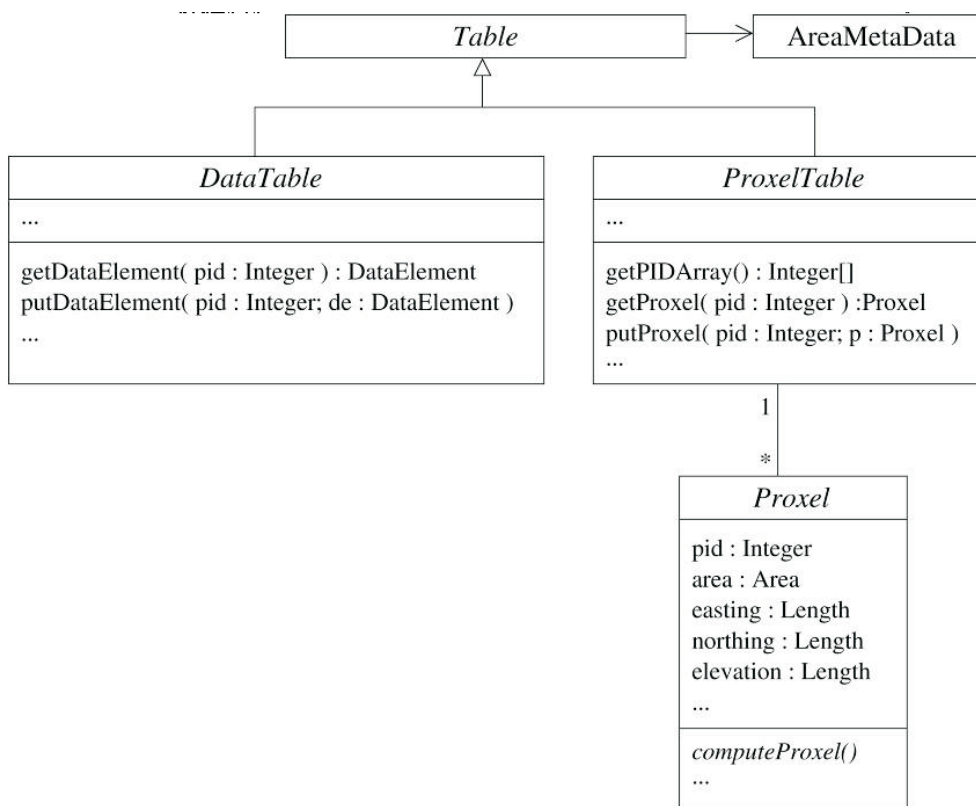 Table
AreaMetaData
DataTable
...
getDataElement( pid : Integer ) : DataElement
putDataElement( pid : Integer; de : DataElement )
...
ProxelTable
...
getPIDArray() : Integer[]
getProxel( pid : Integer ) :Proxel
putProxel( pid : Integer; p : Proxel )
...
1
*
Proxel
pid : Integer
area : Area
easting : Length
northing : Length
elevation : Length
...
computeProxel()
...